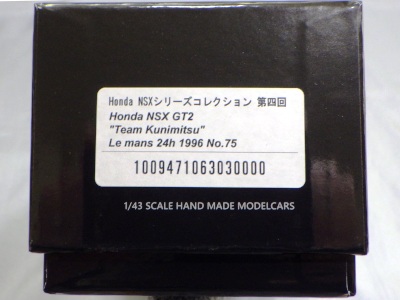 Honda NSXシリーズコレクション 第四回
Honda NSX GT2
"Team Kunimitsu"
Le mans 24h 1996 No.75
1009471063030000
1/43 SCALE HAND MADE MODELCARS